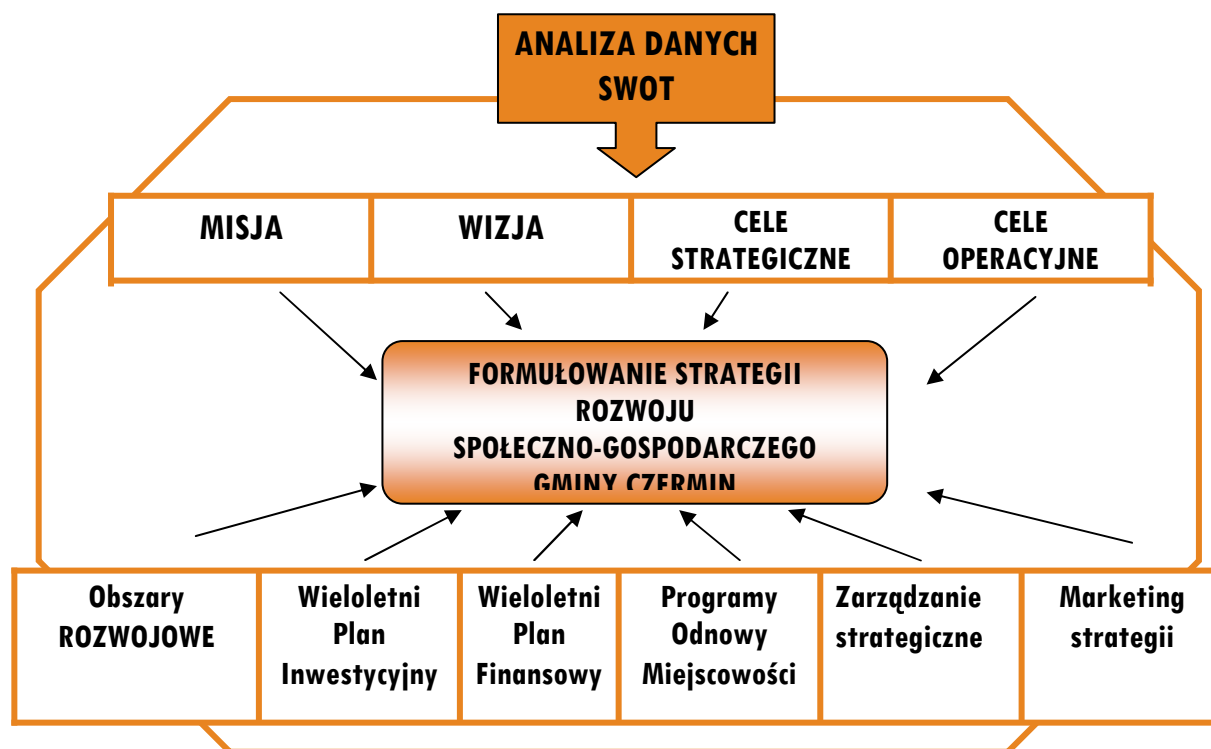 ANALIZA DANYCH
SWOT
MISJA
WIZJA
CELE
STRATEGICZNE
CELE
OPERACYJNE
FORMUŁOWANIE STRATEGII
ROZWOJU
SPOŁECZNO-GOSPODARCZEGO
GMINY CZERMIN
Obszary
ROZWOJOWE
Wieloletni
Plan
Inwestycyjny
Wieloletni
Plan
Finansowy
Programy
Odnowy
Miejscowości
Zarządzanie
strategiczne
Marketing
strategii